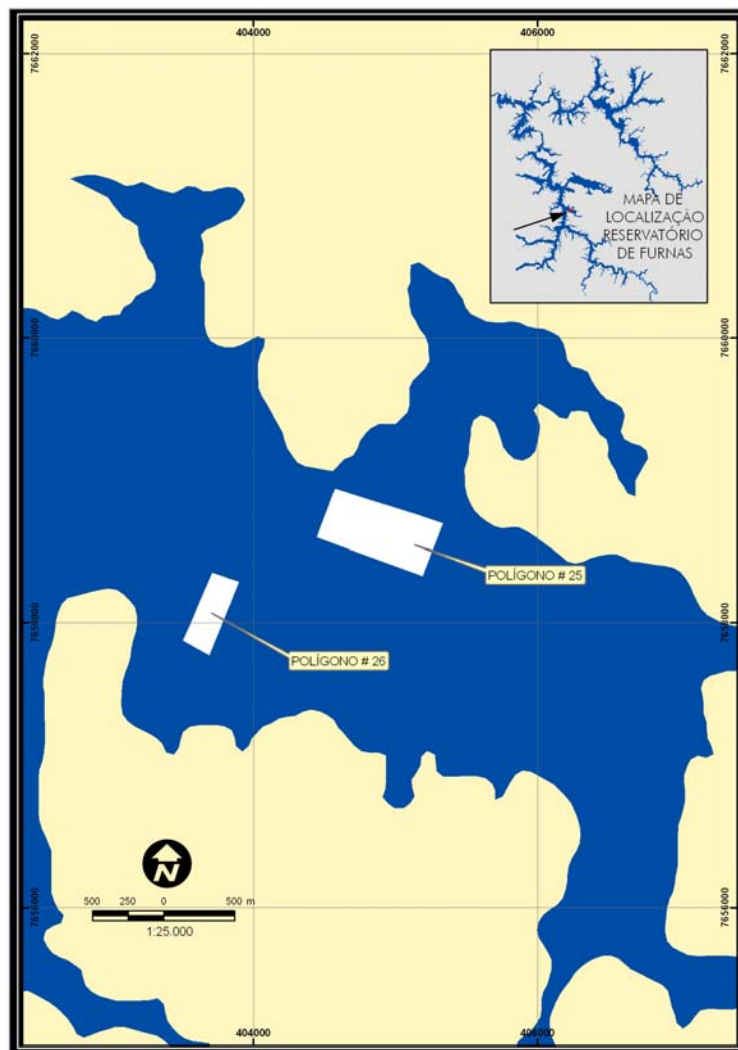 404000
406000
7662000
7662000
MAPA DE
LOCALIZAÇÃO
RESERVATÓRIO
DE FURNAS
7660000
7660000
POLÍGONO # 25
7658000
7658000
POLÍGONO # 26
N
500 250 0 500 m
1:25.000
7656000
7656000
404000
406000